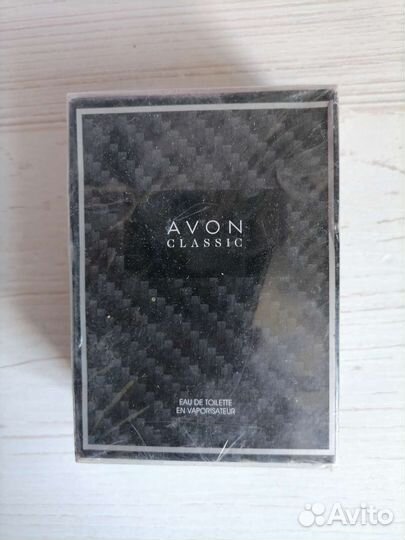 AVON
CLASSIC
EAU DE TOILETTE
EN VAPORISATEUR
Avito